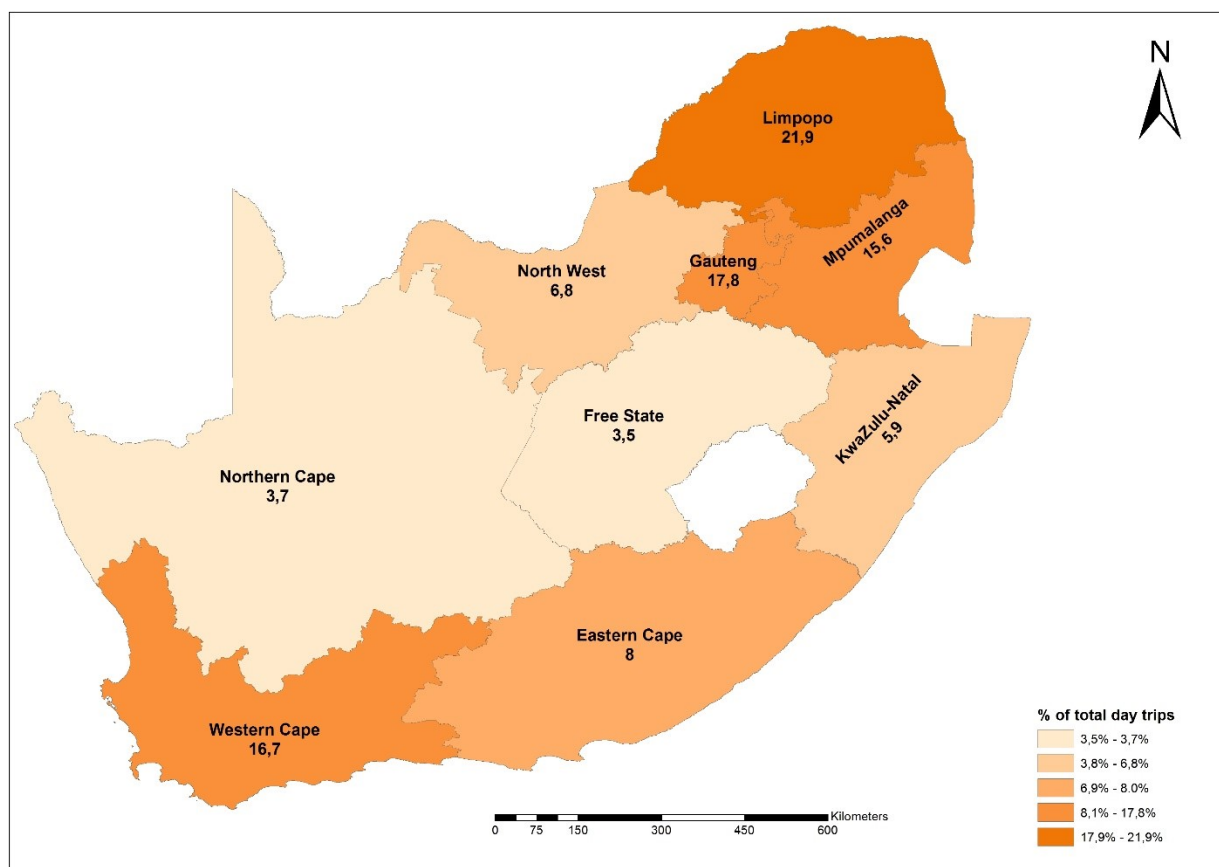 N
Limpopo
21,9
Mpumalanga
15,6
Gauteng
17,8
North West
6,8
KwaZulu-Natal
5,9
Free State
3,5
Northern Cape
3,7
Eastern Cape
8
Western Cape
16,7
% of total day trips
3,5% - 3,7%
3,8% - 6,8%
6,9% - 8.0%
8,1% - 17,8%
17,9% - 21,9%
Kilometers
0 75 150 300 450 600